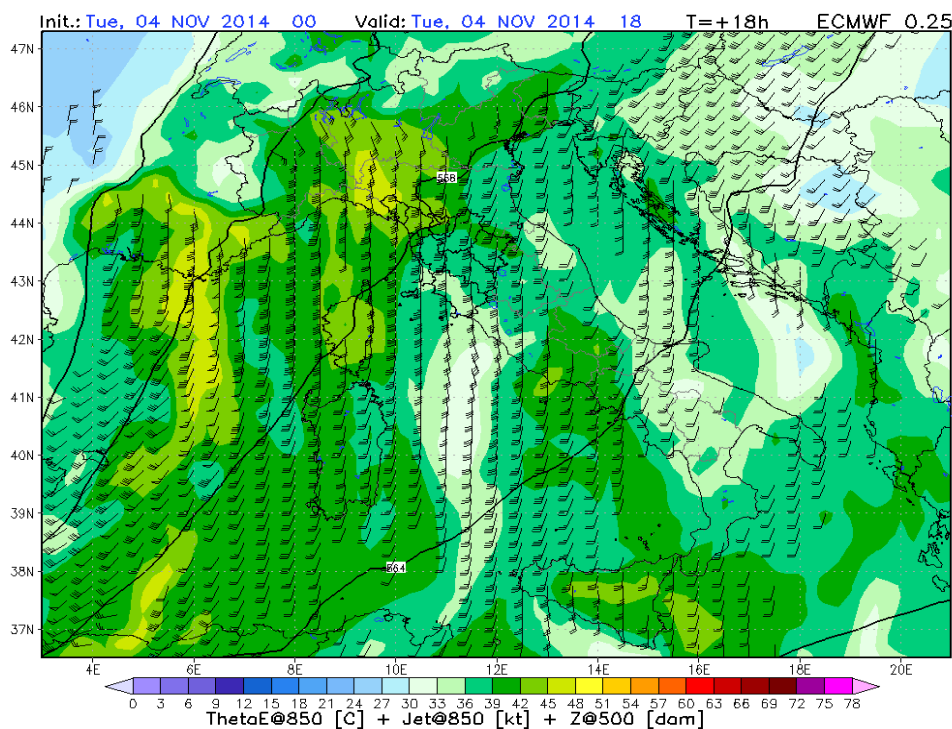 Init.: Tue, 04 NOV 2014 00 Valid: Tue, 04 NOV 2014 18 T=+18h ECMWF 0.25
47N
46N
45N
44N
43N
42N
41N
40N
39N
38N
37N
558
564
4E 6E 8E 10E 12E 14E 16E 18E 20E
0 3 6 9 12 15 18 21 24 27 30 33 36 39 42 45 48 51 54 57 60 63 66 69 72 75 78
ThetaE@850 [C] + Jet@850 [kt] + Z@500 [dam]